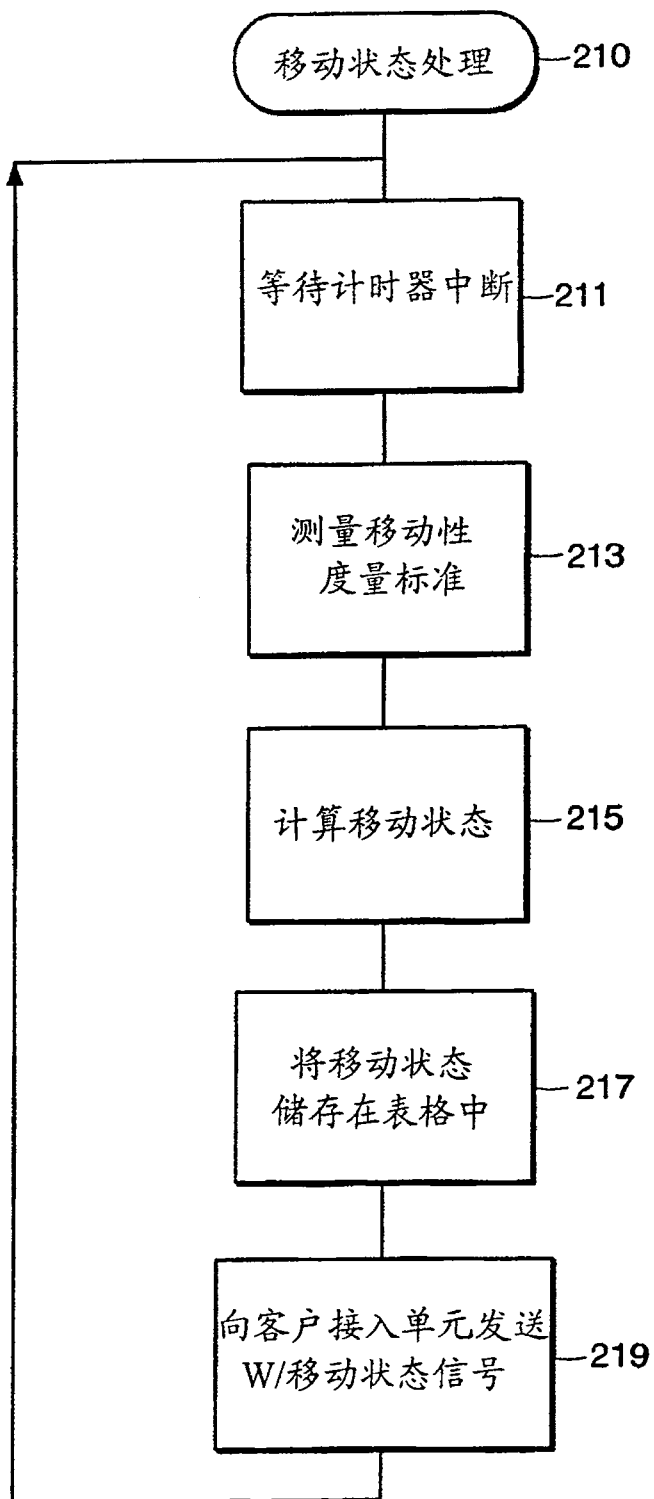 移动状态处理
210
等待计时器中断
211
测量移动性
度量标准
213
计算移动状态
215
将移动状态
储存在表格中
217
向客户接入单元发送
W/移动状态信号
219